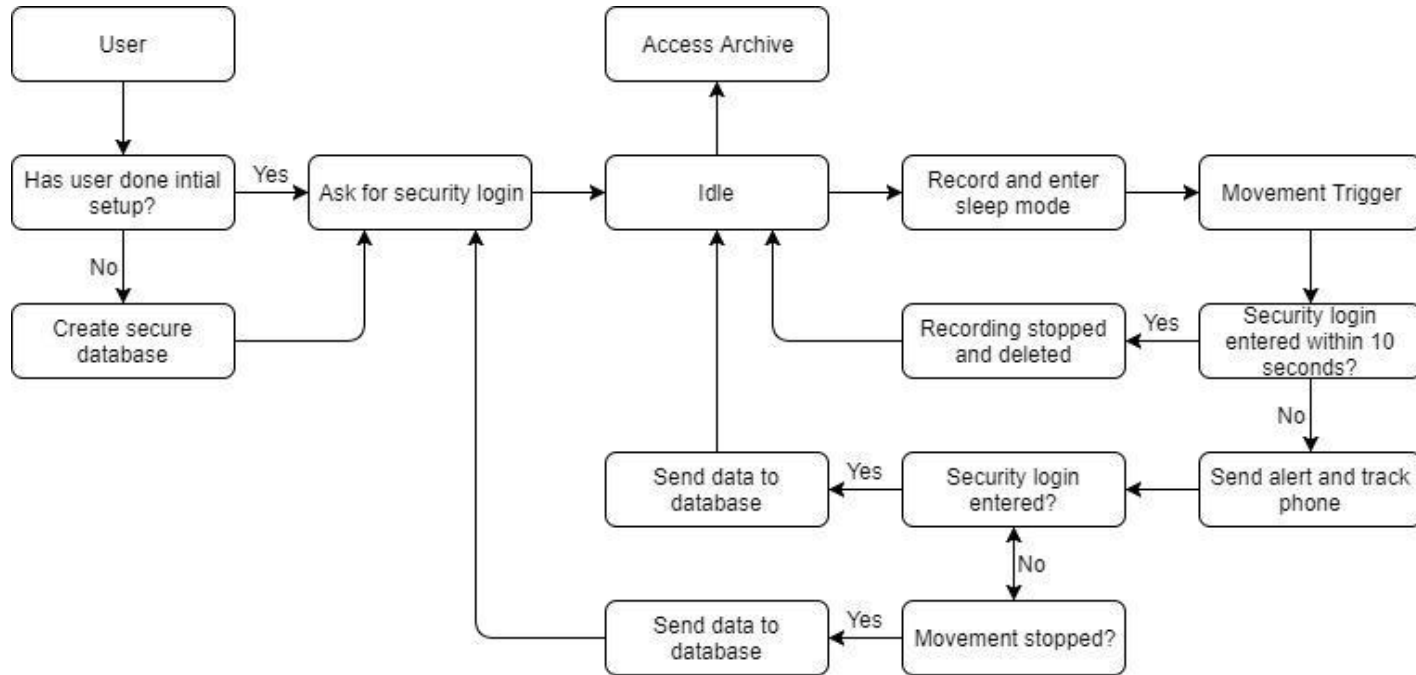 User
Access Archive
Has user done intial
setup?
Yes
Ask for security login
Idle
Record and enter
sleep mode
Movement Trigger
No
Create secure
database
Recording stopped
and deleted
Yes
Security login
entered within 10
seconds?
No
Send data to
database
Yes
Security login
entered?
Send alert and track
phone
No
Send data to
database
Yes
Movement stopped?